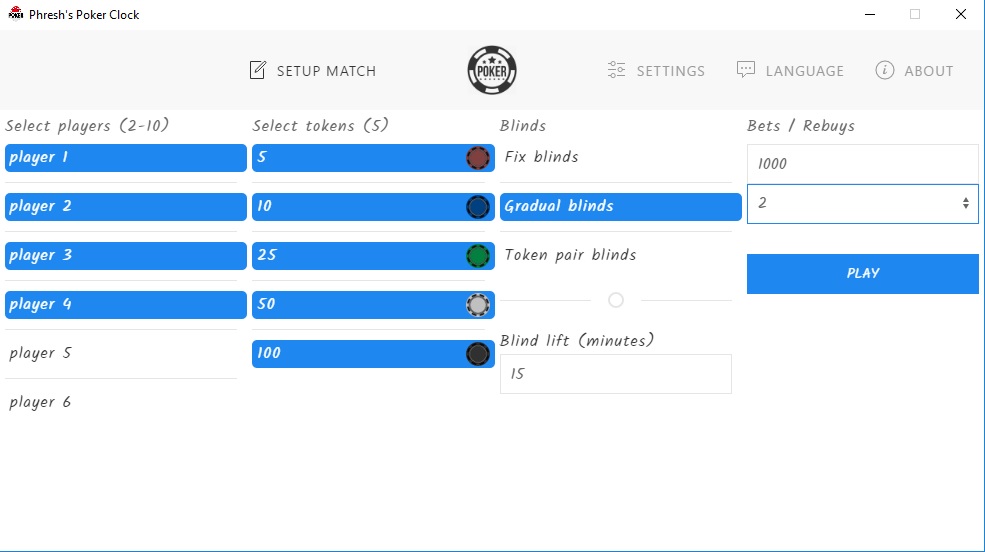 Phresh's Poker Clock
SETUP MATCH
POKER
SETTINGS
LANGUAGE
ABOUT
Select players (2-10)
player 1
player 2
player 3
player 4
player 5
player 6
Select tokens (5)
5
10
25
50
100
Blinds
Fix blinds
Gradual blinds
Token pair blinds
Blind lift (minutes)
15
Bets / Rebuys
1000
2
PLAY